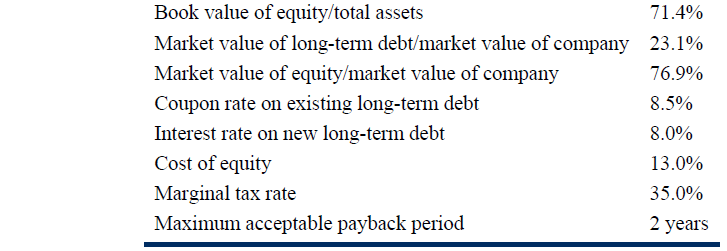 Book value of equity/total assets 71.4%
Market value of long-term debt/market value of company 23.1%
Market value of equity/market value of company 76.9%
Coupon rate on existing long-term debt 8.5%
Interest rate on new long-term debt 8.0%
Cost of equity 13.0%
Marginal tax rate 35.0%
Maximum acceptable payback period 2 years